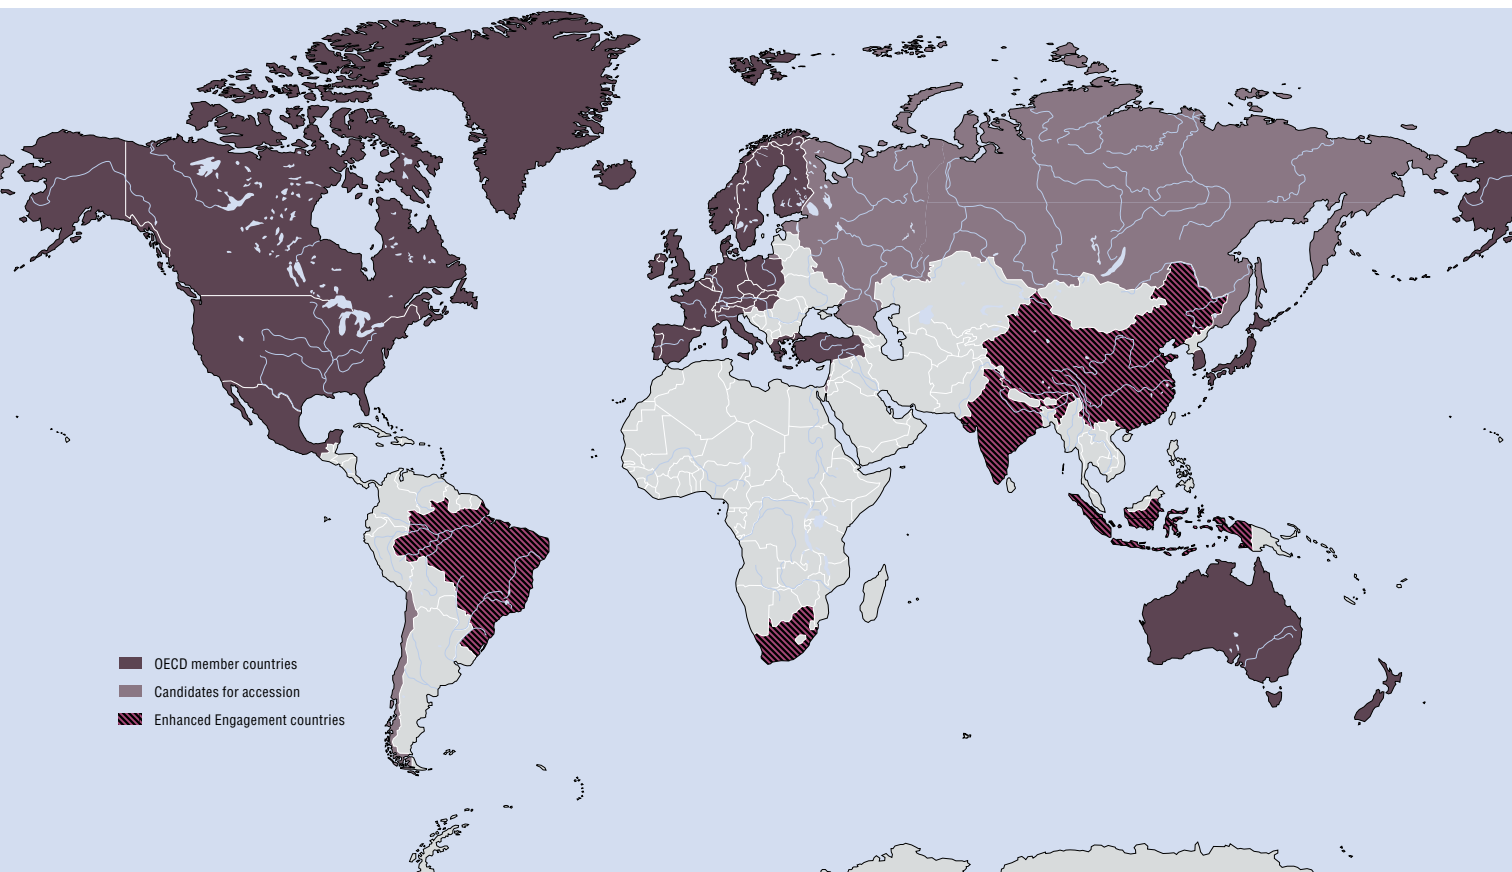 OECD member countries
Candidates for accession
Enhanced Engagement countries